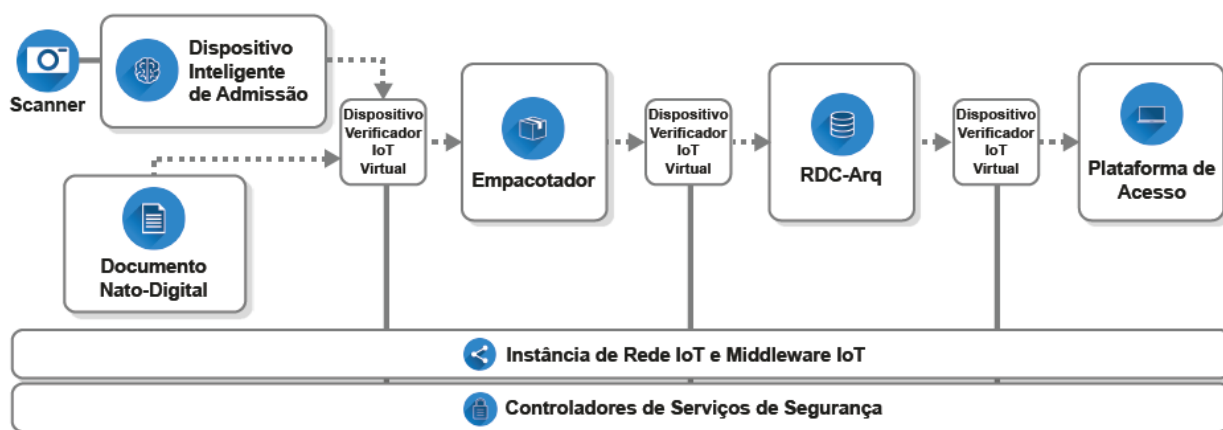 Scanner
Dispositivo
Inteligente
de Admissão
Documento
Nato-Digital
Dispositivo
Verificador
IoT
Virtual
Empacotador
Dispositivo
Verificador
IoT
Virtual
RDC-Arq
Dispositivo
Verificador
IoT
Virtual
Plataforma de
Acesso
Instância de Rede IoT e Middleware IoT
Controladores de Serviços de Segurança